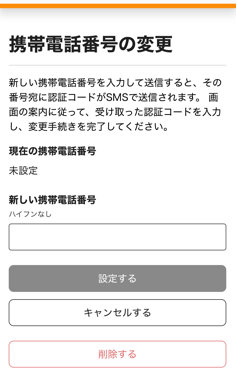 携帯電話番号の変更
新しい携帯電話番号を入力して送信すると、その
番号宛に認証コードがSMSで送信されます。 画
面の案内に従って、受け取った認証コードを入力
し、変更手続きを完了してください。
現在の携帯電話番号
未設定
新しい携帯電話番号
ハイフンなし
設定する
キャンセルする
削除する